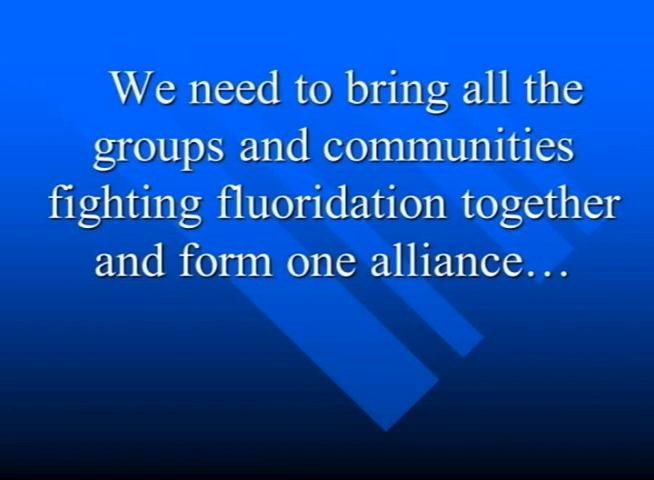 We need to bring all the
groups and communities
fighting fluoridation together
and form one alliance…